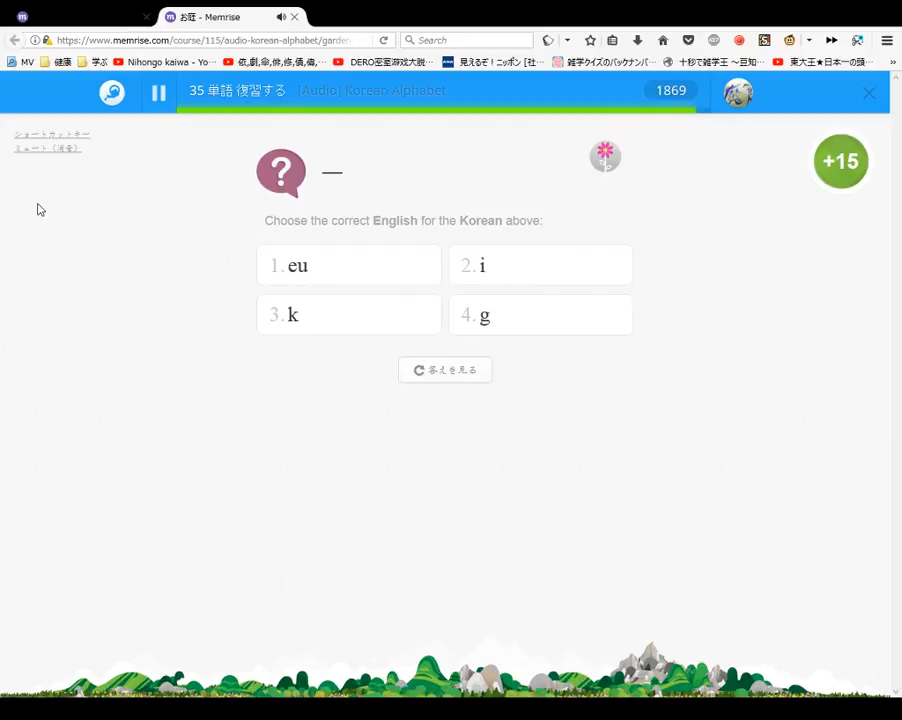 お庭 - Memrise
https://www.memrise.com/course/115/audio-korean-alphabet/garde
Search
MV
健康
学ぶ
Nihongo kaiwa - Yo…
DERO密室游戏大脱…
見えるぞ！ニッポン [社…
雑学クイズのバックナンバ…
十秒で雑学王 ～豆知…
東大王★日本一の頭…
35 単語 復習する
[Audio] Korean Alphabet
1869
ショートカットキー
ミュート（消音）
?
ㅡ
+15
Choose the correct English for the Korean above:
1. eu
2. i
3. k
4. g
答えを見る